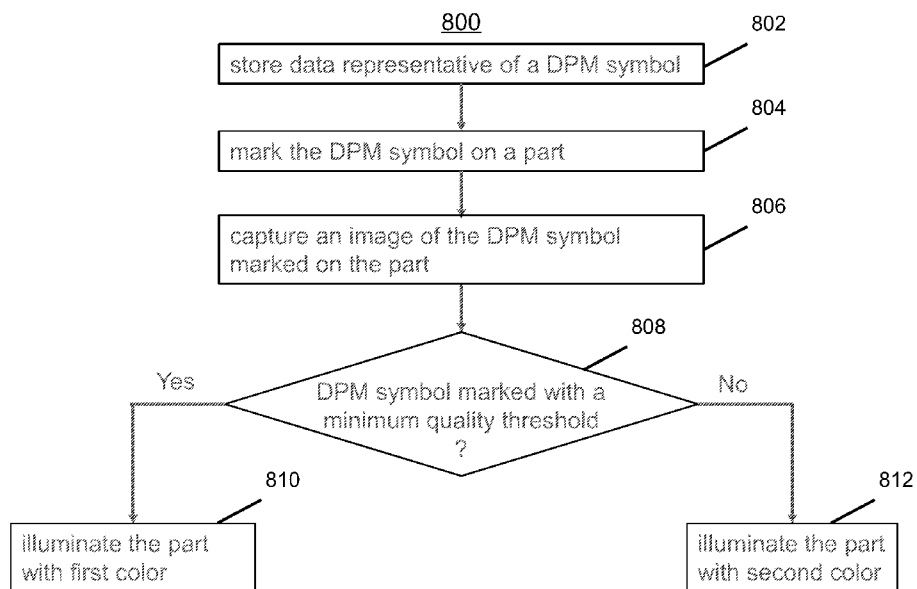 800
802
store data representative of a DPM symbol
804
mark the DPM symbol on a part
806
capture an image of the DPM symbol
marked on the part
808
Yes
No
DPM symbol marked with a
minimum quality threshold
?
810
812
illuminate the part
with first color
illuminate the part
with second color